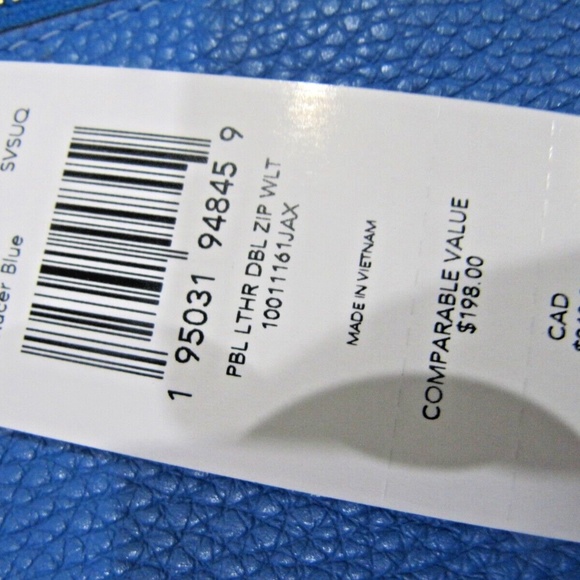 Blue
SVSUQ
1 95031 94845 9
PBL LTHR DBL ZIP WLT
10011161JAX
MADE IN VIETNAM
COMPARABLE VALUE
$198.00
CAD